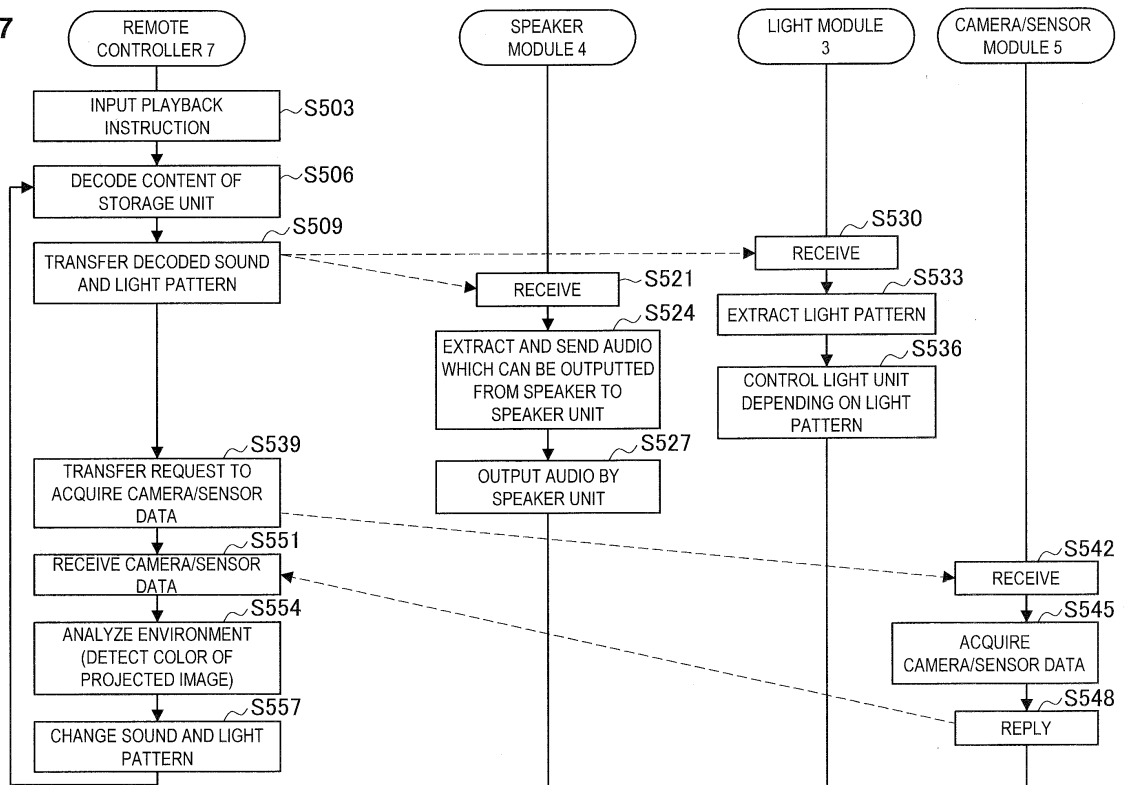 7
REMOTE
CONTROLLER 7
SPEAKER
MODULE 4
LIGHT MODULE
3
CAMERA/SENSOR
MODULE 5
INPUT PLAYBACK
INSTRUCTION
S503
DECODE CONTENT OF
STORAGE UNIT
S506
S509
TRANSFER DECODED SOUND
AND LIGHT PATTERN
S530
RECEIVE
S521
RECEIVE
S533
EXTRACT LIGHT PATTERN
S524
EXTRACT AND SEND AUDIO
WHICH CAN BE OUTPUTTED
FROM SPEAKER TO
SPEAKER UNIT
S536
CONTROL LIGHT UNIT
DEPENDING ON LIGHT
PATTERN
S527
OUTPUT AUDIO BY
SPEAKER UNIT
S539
TRANSFER REQUEST TO
ACQUIRE CAMERA/SENSOR
DATA
S542
RECEIVE
S545
ACQUIRE
CAMERA/SENSOR DATA
S548
REPLY
S551
RECEIVE CAMERA/SENSOR
DATA
S554
ANALYZE ENVIRONMENT
(DETECT COLOR OF
PROJECTED IMAGE)
S557
CHANGE SOUND AND LIGHT
PATTERN